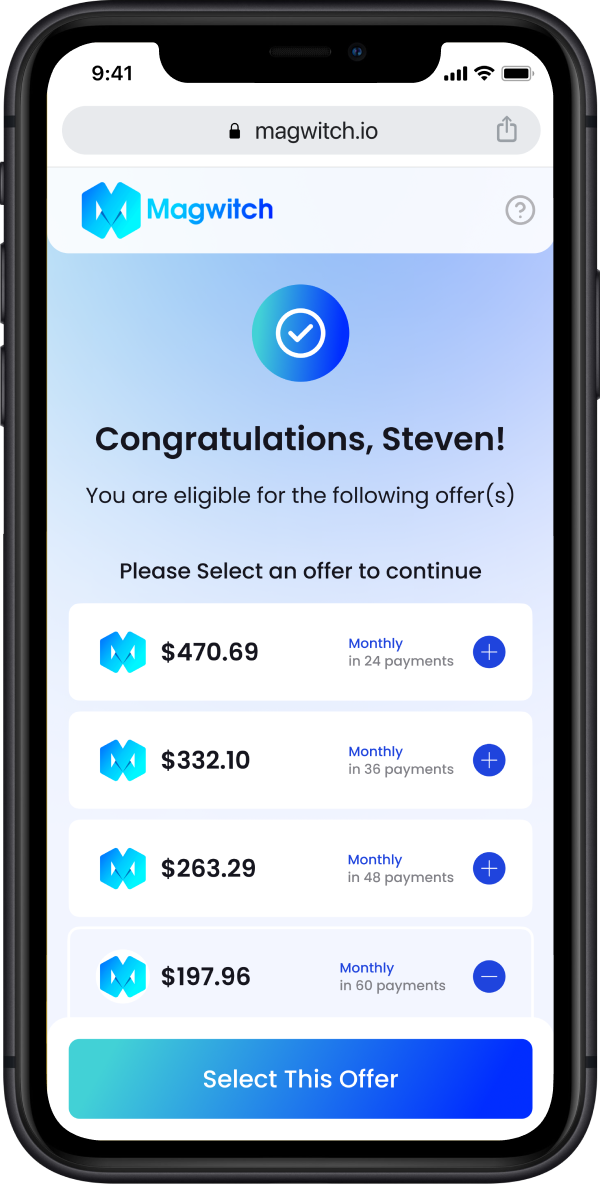 9:41
magwitch.io
Magwitch
Congratulations, Steven!
You are eligible for the following offer(s)
Please Select an offer to continue
$470.69
Monthly
in 24 payments
$332.10
Monthly
in 36 payments
$263.29
Monthly
in 48 payments
$197.96
Monthly
in 60 payments
Select This Offer